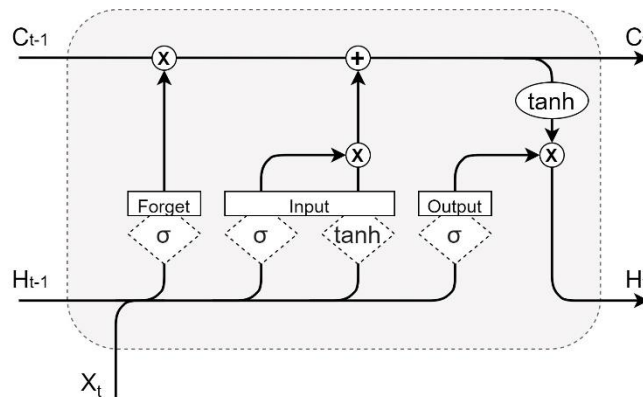 Ct-1
C
x
+
tanh
x
x
Forget
Input
Output
σ
σ
tanh
σ
Ht-1
H
Xt